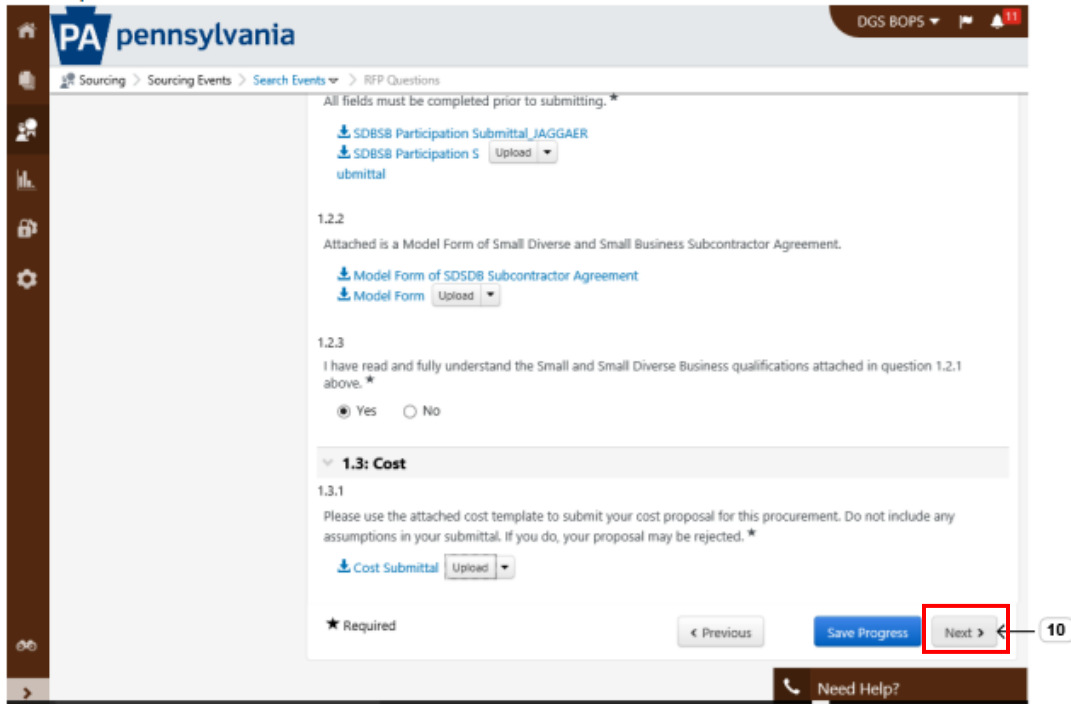 DGS BOPS
11
PA pennsylvania
Sourcing > Sourcing Events > Search Events > RFP Questions
All fields must be completed prior to submitting. ★
SDBSB Participation Submittal_JAGGAER
SDBSB Participation S Upload
ubmittal
1.2.2
Attached is a Model Form of Small Diverse and Small Business Subcontractor Agreement.
Model Form of SDSDB Subcontractor Agreement
Model Form Upload
1.2.3
I have read and fully understand the Small and Small Diverse Business qualifications attached in question 1.2.1
above. ★
Yes No
1.3: Cost
1.3.1
Please use the attached cost template to submit your cost proposal for this procurement. Do not include any
assumptions in your submittal. If you do, your proposal may be rejected. ★
Cost Submittal Upload
★ Required
< Previous Save Progress Next > 10
Need Help?